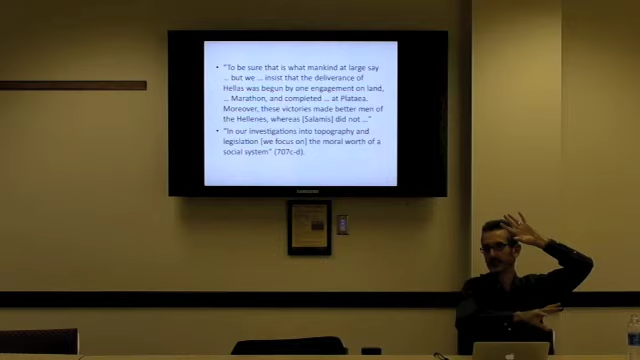 • "To be sure that is what mankind at large say
… but we … insist that the deliverance of
Hellas was begun by one engagement on land,
… Marathon, and completed … at Plataea.
Moreover, these victories made better men of
the Hellenes, whereas [Salamis] did not …"
• "In our investigations into topography and
legislation [we focus on] the moral worth of a
social system" (707c-d).
SAMSUNG